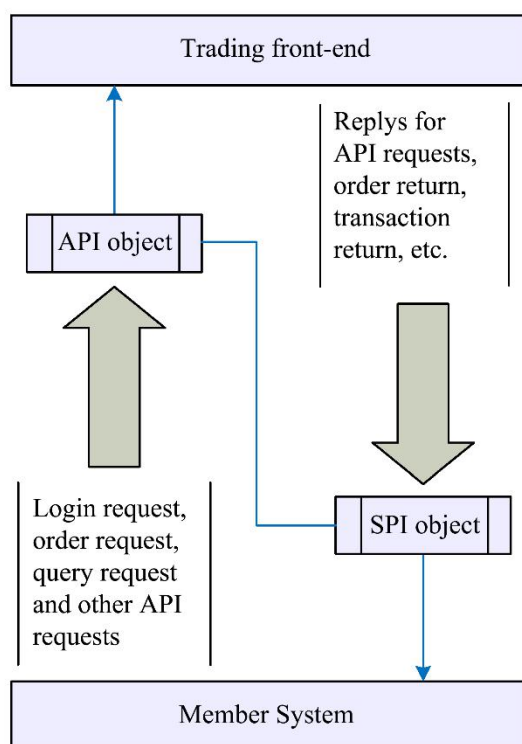 Trading front-end
Replys for
API requests,
order return,
transaction
return, etc.
API object
Login request,
order request,
query request
and other API
requests
SPI object
Member System